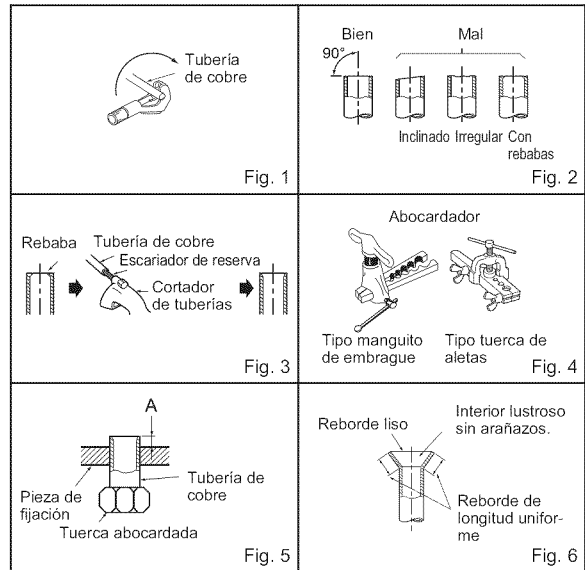 Tubería
de cobre
Fig. 1
Bien
Mal
90°
Inclinado Irregular Con
rebabas
Fig. 2
Rebaba
Tubería de cobre
Escariador de reserva
Cortador
de tuberías
Fig. 3
Abocardador
Tipo manguito
de embrague
Tipo tuerca de
aletas
Fig. 4
A
Pieza de
fijación
Tubería de
cobre
Tuerca abocardada
Fig. 5
Reborde liso
Interior lustroso
sin arañazos.
Reborde de
longitud unifor-
me
Fig. 6